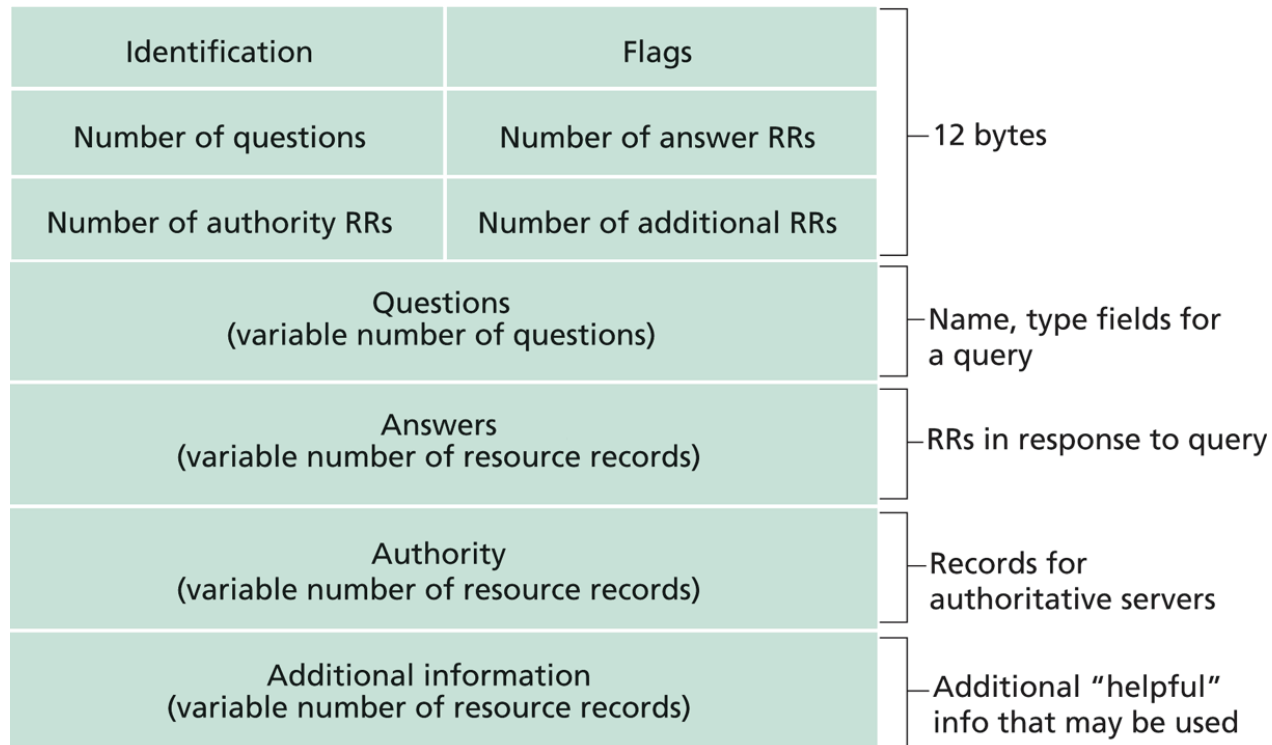 Identification
Flags
Number of questions
Number of answer RRs
12 bytes
Number of authority RRs
Number of additional RRs
Questions
(variable number of questions)
Name, type fields for
a query
Answers
(variable number of resource records)
RRs in response to query
Authority
(variable number of resource records)
Records for
authoritative servers
Additional information
(variable number of resource records)
Additional “helpful”
info that may be used